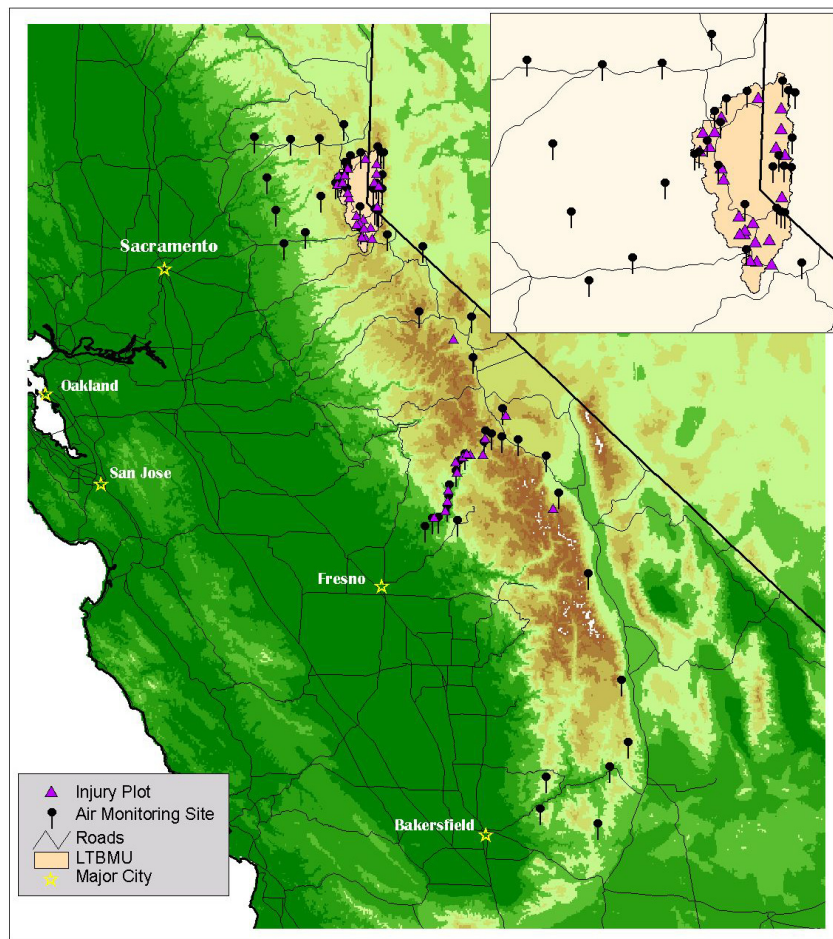 Sacramento
Oakland
San Jose
Fresno
Bakersfield
Injury Plot
Air Monitoring Site
Roads
LTBMU
Major City